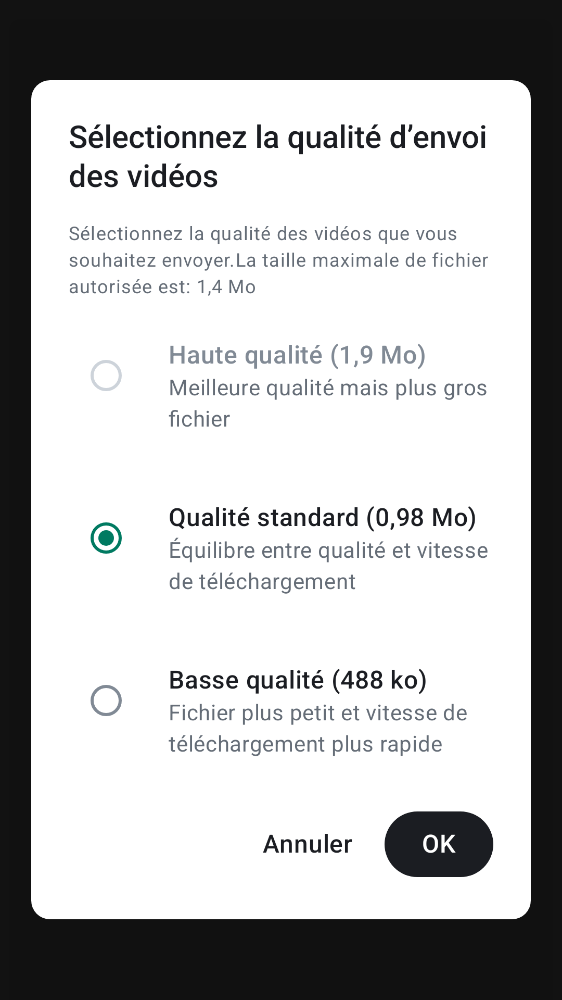 Sélectionnez la qualité d’envoi
des vidéos
Sélectionnez la qualité des vidéos que vous
souhaitez envoyer.La taille maximale de fichier
autorisée est: 1,4 Mo
Haute qualité (1,9 Mo)
Meilleure qualité mais plus gros
fichier
Qualité standard (0,98 Mo)
Équilibre entre qualité et vitesse
de téléchargement
Basse qualité (488 ko)
Fichier plus petit et vitesse de
téléchargement plus rapide
Annuler OK